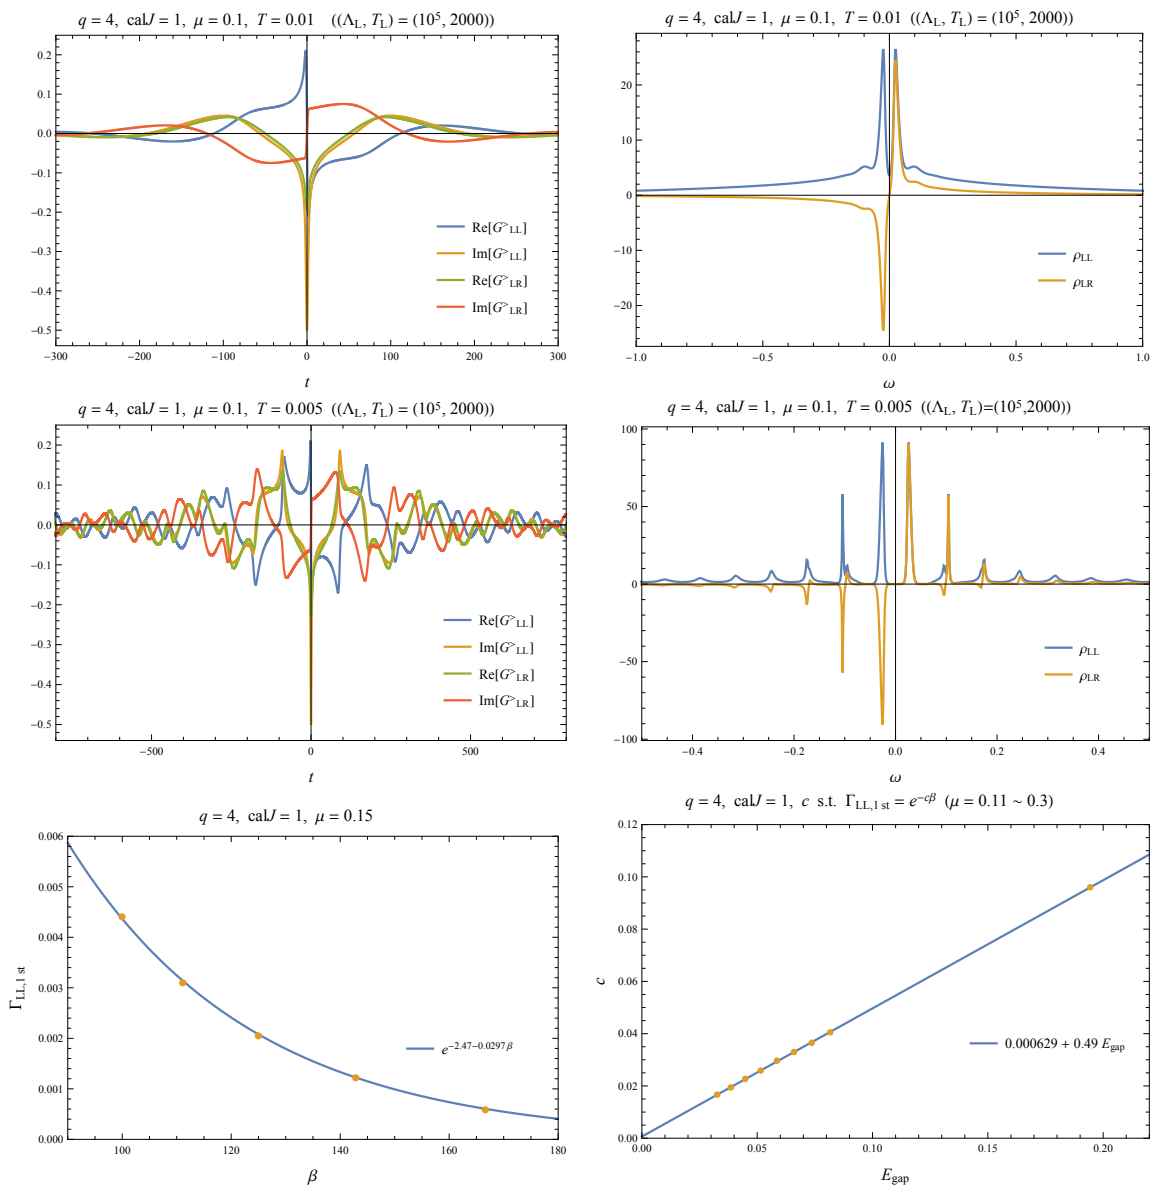 q = 4, calJ = 1, μ = 0.1, T = 0.01 ((Λ_L, T_L) = (10^5, 2000))
0.2
0.1
0.0
−0.1
−0.2
−0.3
−0.4
−0.5
−300
−200
−100
0
100
200
300
Re[G^>_LL]
Im[G^>_LL]
Re[G^>_LR]
Im[G^>_LR]
t
q = 4, calJ = 1, μ = 0.1, T = 0.01 ((Λ_L, T_L) = (10^5, 2000))
20
10
0
−10
−20
−1.0
−0.5
0.0
0.5
1.0
ρ_LL
ρ_LR
ω
q = 4, calJ = 1, μ = 0.1, T = 0.005 ((Λ_L, T_L) = (10^5, 2000))
0.2
0.1
0.0
−0.1
−0.2
−0.3
−0.4
−0.5
−500
0
500
Re[G^>_LL]
Im[G^>_LL]
Re[G^>_LR]
Im[G^>_LR]
t
q = 4, calJ = 1, μ = 0.1, T = 0.005 ((Λ_L, T_L)=(10^5,2000))
100
50
0
−50
−100
−0.4
−0.2
0.0
0.2
0.4
ρ_LL
ρ_LR
ω
q = 4, calJ = 1, μ = 0.15
0.006
0.005
0.004
0.003
0.002
0.001
0.000
100
120
140
160
180
Γ_LL,1 st
e^−2.47−0.0297 β
β
q = 4, calJ = 1, c s.t. Γ_LL,1 st = e^−cβ (μ = 0.11 ~ 0.3)
0.12
0.10
0.08
0.06
0.04
0.02
0.00
0.00
0.05
0.10
0.15
0.20
c
0.000629 + 0.49 E_gap
E_gap